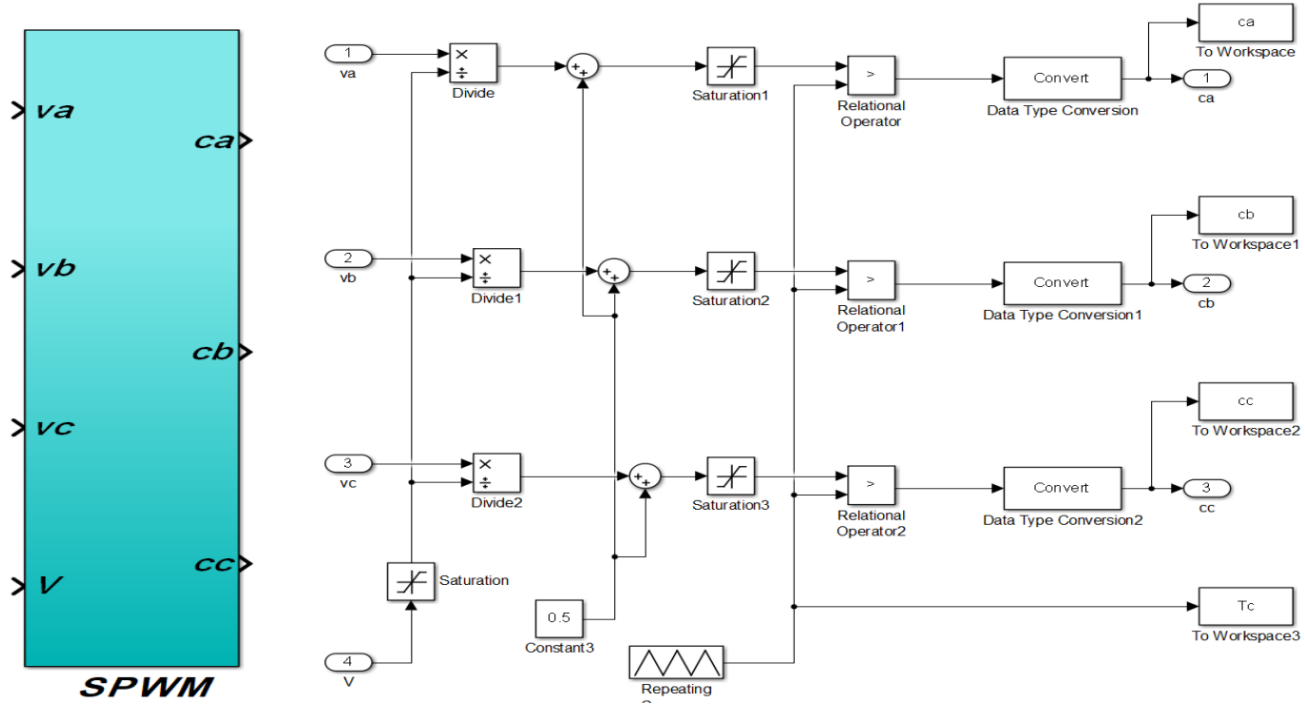 va
vb
vc
V
ca
cb
cc
SPWM
1
va
×
÷
Divide
+
+
Saturation1
>
Relational
Operator
Convert
Data Type Conversion
ca
To Workspace
1
ca
2
vb
×
÷
Divide1
+
+
Saturation2
>
Relational
Operator1
Convert
Data Type Conversion1
cb
To Workspace1
2
cb
3
vc
×
÷
Divide2
+
+
Saturation3
>
Relational
Operator2
Convert
Data Type Conversion2
cc
To Workspace2
3
cc
Saturation
4
V
0.5
Constant3
Repeating
Tc
To Workspace3